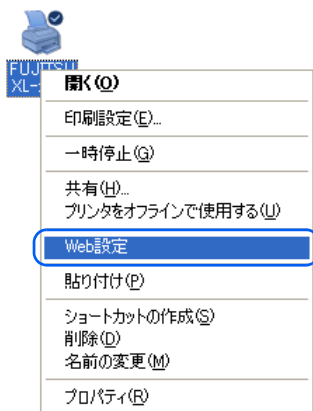 FUJITSU
XL-
開く(O)
印刷設定(E)...
一時停止(G)
共有(H)...
プリンタをオフラインで使用する(U)
Web設定
貼り付け(P)
ショートカットの作成(S)
削除(D)
名前の変更(M)
プロパティ(R)